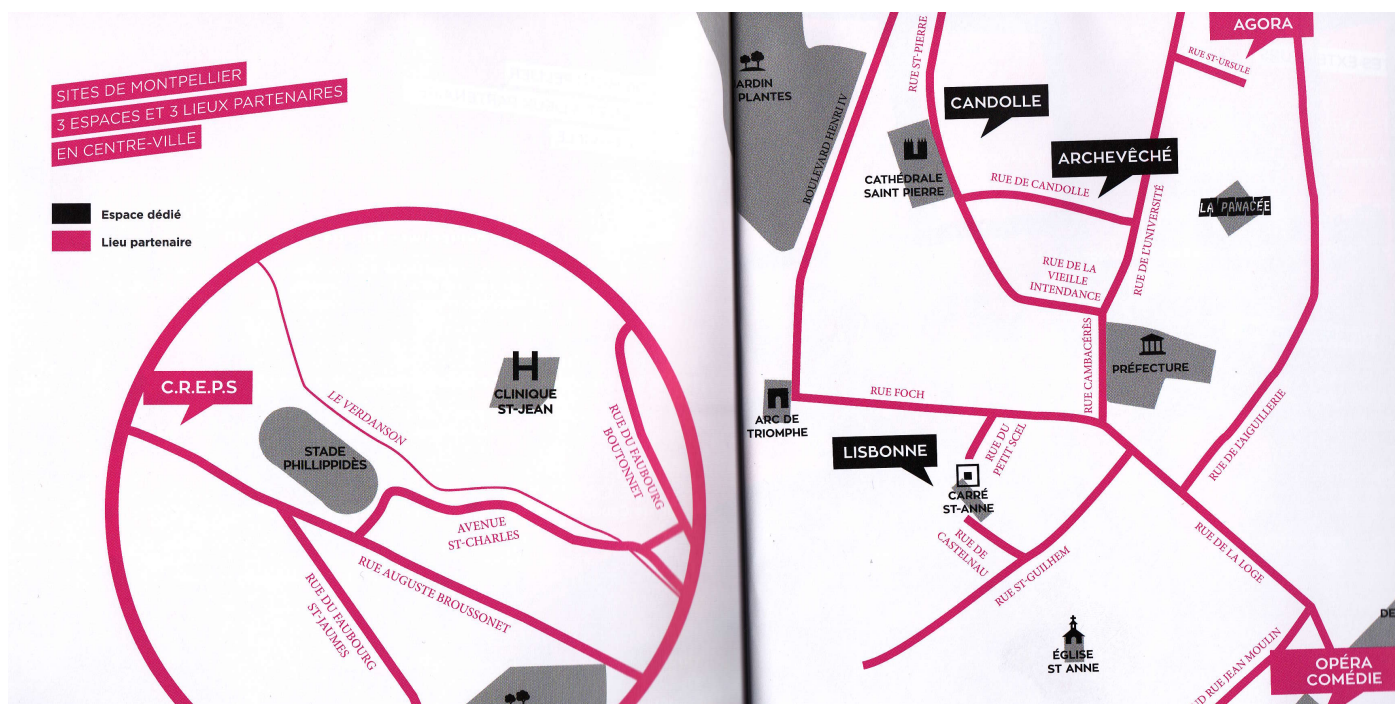 SITES DE MONTPELLIER
3 ESPACES ET 3 LIEUX PARTENAIRES
EN CENTRE-VILLE
Espace dédié
Lieu partenaire
C.R.E.P.S
LE VERDANSON
CLINIQUE
ST-JEAN
STADE
PHILLIPPIDÈS
RUE DU FAUBOURG
BOUTONNET
AVENUE
ST-CHARLES
RUE AUGUSTE BROUSSONET
RUE DU FAUBOURG
ST-JAUMES
ARDIN
PLANTES
BOULEVARD HENRI IV
RUE ST-PIERRE
CANDOLLE
AGORA
RUE ST-URSULE
ARCHEVÊCHÉ
CATHÉDRALE
SAINT PIERRE
RUE DE CANDOLLE
LA PANACÉE
RUE DE L'UNIVERSITÉ
RUE DE LA
VIEILLE
INTENDANCE
RUE CAMBACÉRÈS
PRÉFECTURE
ARC DE
TRIOMPHE
RUE FOCH
RUE DU
PETIT SCEL
LISBONNE
CARRÉ
ST-ANNE
RUE DE
CASTELNAU
RUE ST-GUILHEM
RUE DE L'AIGUILLERIE
RUE DE LA LOGE
ÉGLISE
ST ANNE
ND RUE JEAN MOULIN
DE
OPÉRA
COMÉDIE